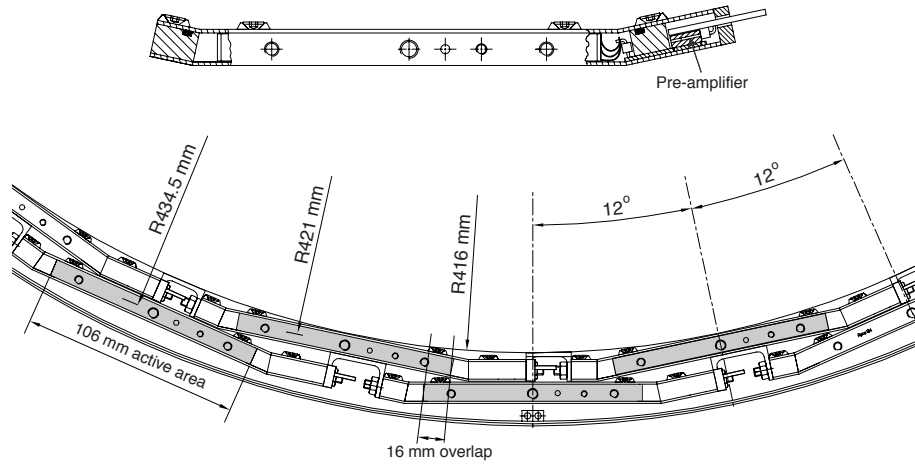 Pre-amplifier
R434.5 mm
R421 mm
R416 mm
12°
12°
106 mm active area
16 mm overlap